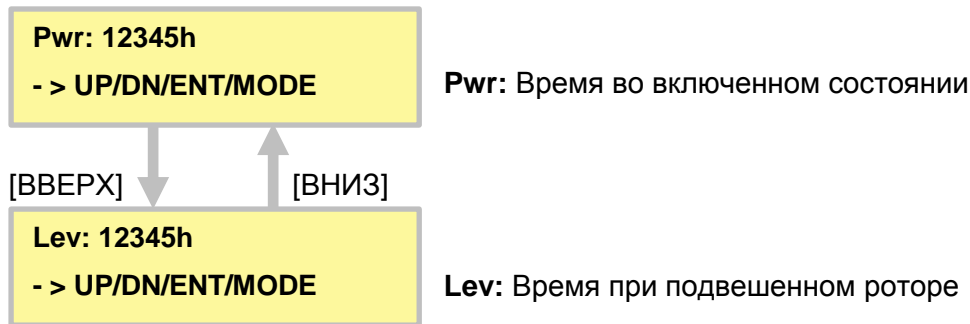 Pwr: 12345h
- > UP/DN/ENT/MODE
Pwr: Время во включенном состоянии
[ВВЕРХ]
[ВНИЗ]
Lev: 12345h
- > UP/DN/ENT/MODE
Lev: Время при подвешенном роторе